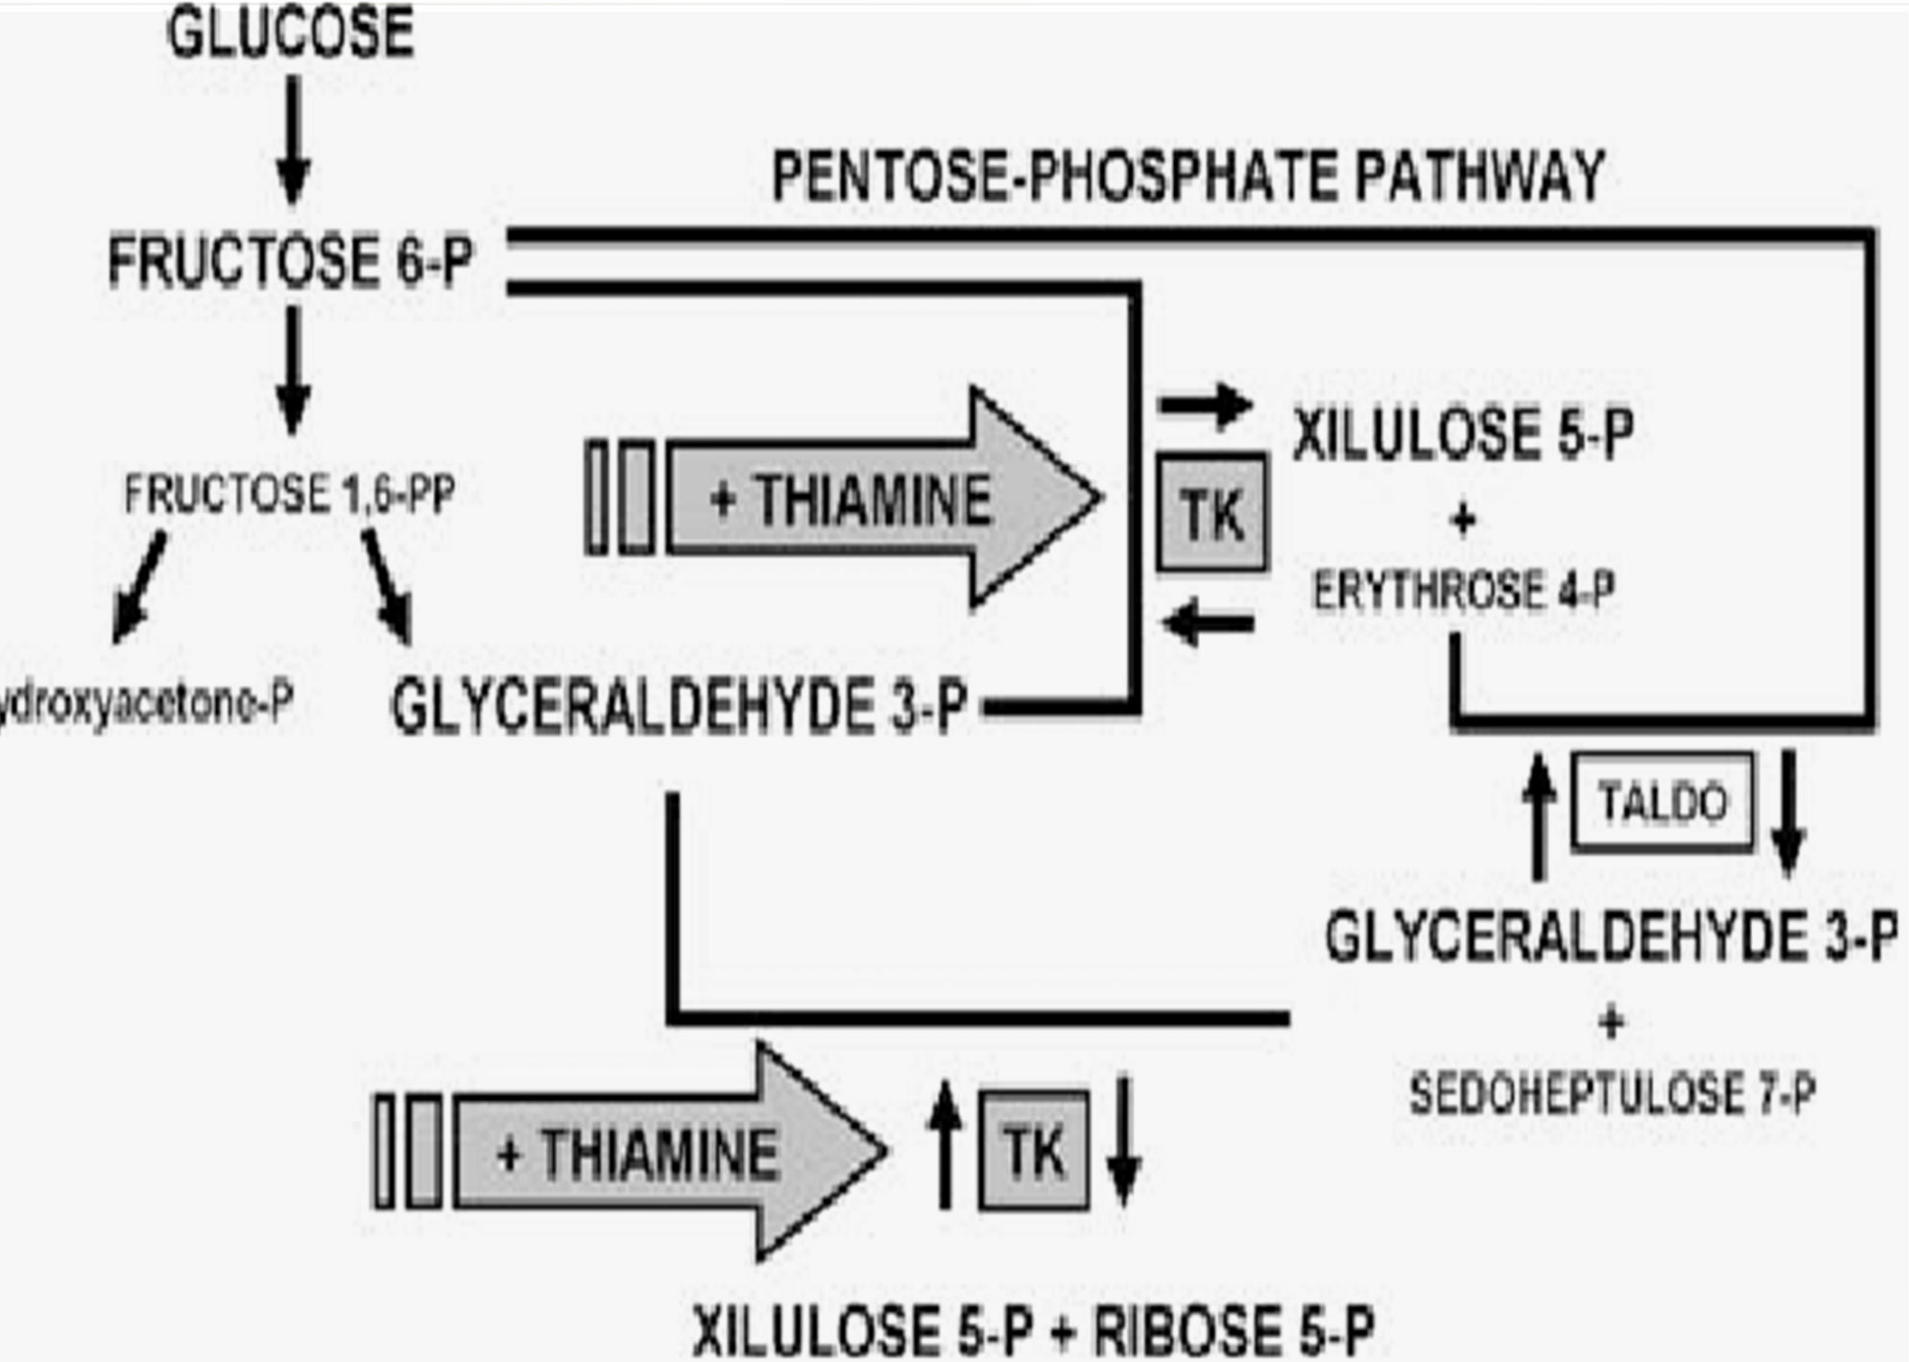 GLUCOSE
PENTOSE-PHOSPHATE PATHWAY
FRUCTOSE 6-P
XILULOSE 5-P
FRUCTOSE 1,6-PP
+ THIAMINE
TK
+
ERYTHROSE 4-P
ydroxyacetone-P
GLYCERALDEHYDE 3-P
TALDO
GLYCERALDEHYDE 3-P
+
SEDOHEPTULOSE 7-P
+ THIAMINE
TK
XILULOSE 5-P + RIBOSE 5-P